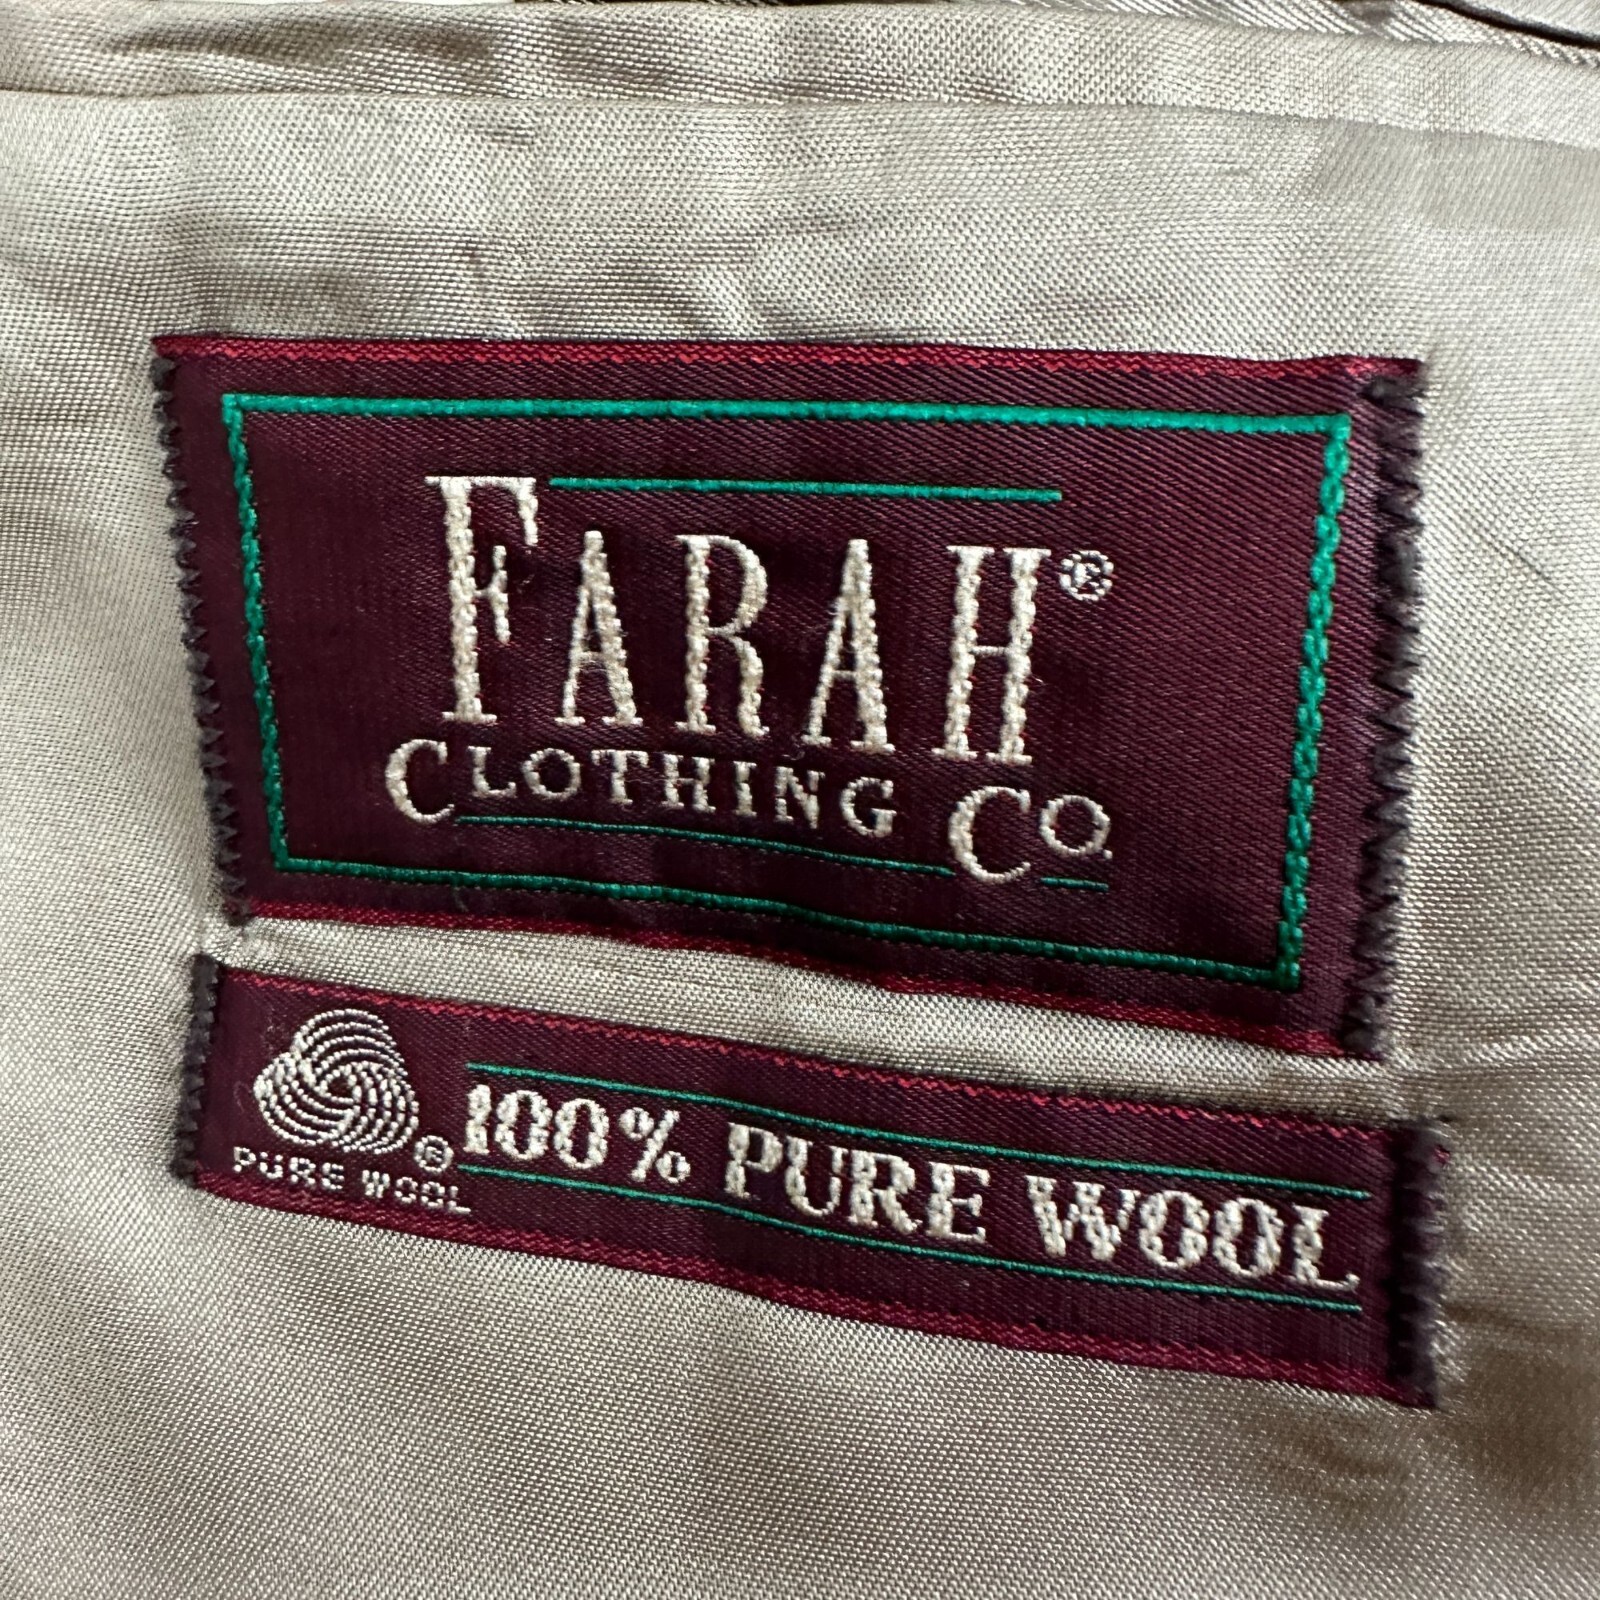 FARAH®
CLOTHING CO.
® 100% PURE WOOL
PURE WOOL